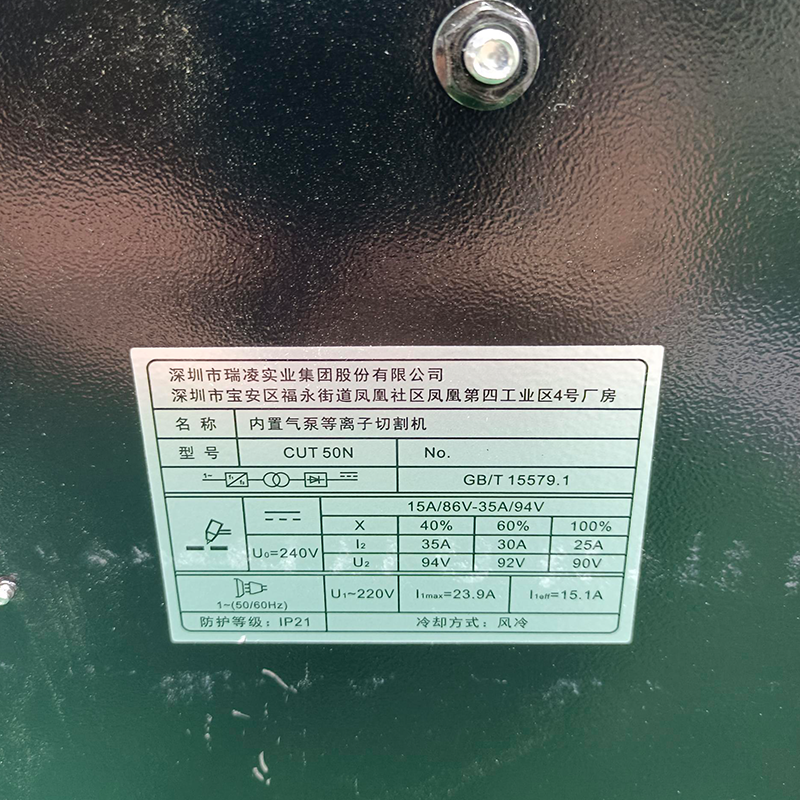 深圳市瑞凌实业集团股份有限公司
深圳市宝安区福永街道凤凰社区凤凰第四工业区4号厂房
名 称 内置气泵等离子切割机
型 号 CUT 50N No.
1~ f₁ f₂ GB/T 15579.1
15A/86V-35A/94V
X 40% 60% 100%
I₂ 35A 30A 25A
U₀=240V
U₂ 94V 92V 90V
1~(50/60Hz) U₁~220V I₁max=23.9A I₁eff=15.1A
防护等级: IP21 冷却方式: 风冷